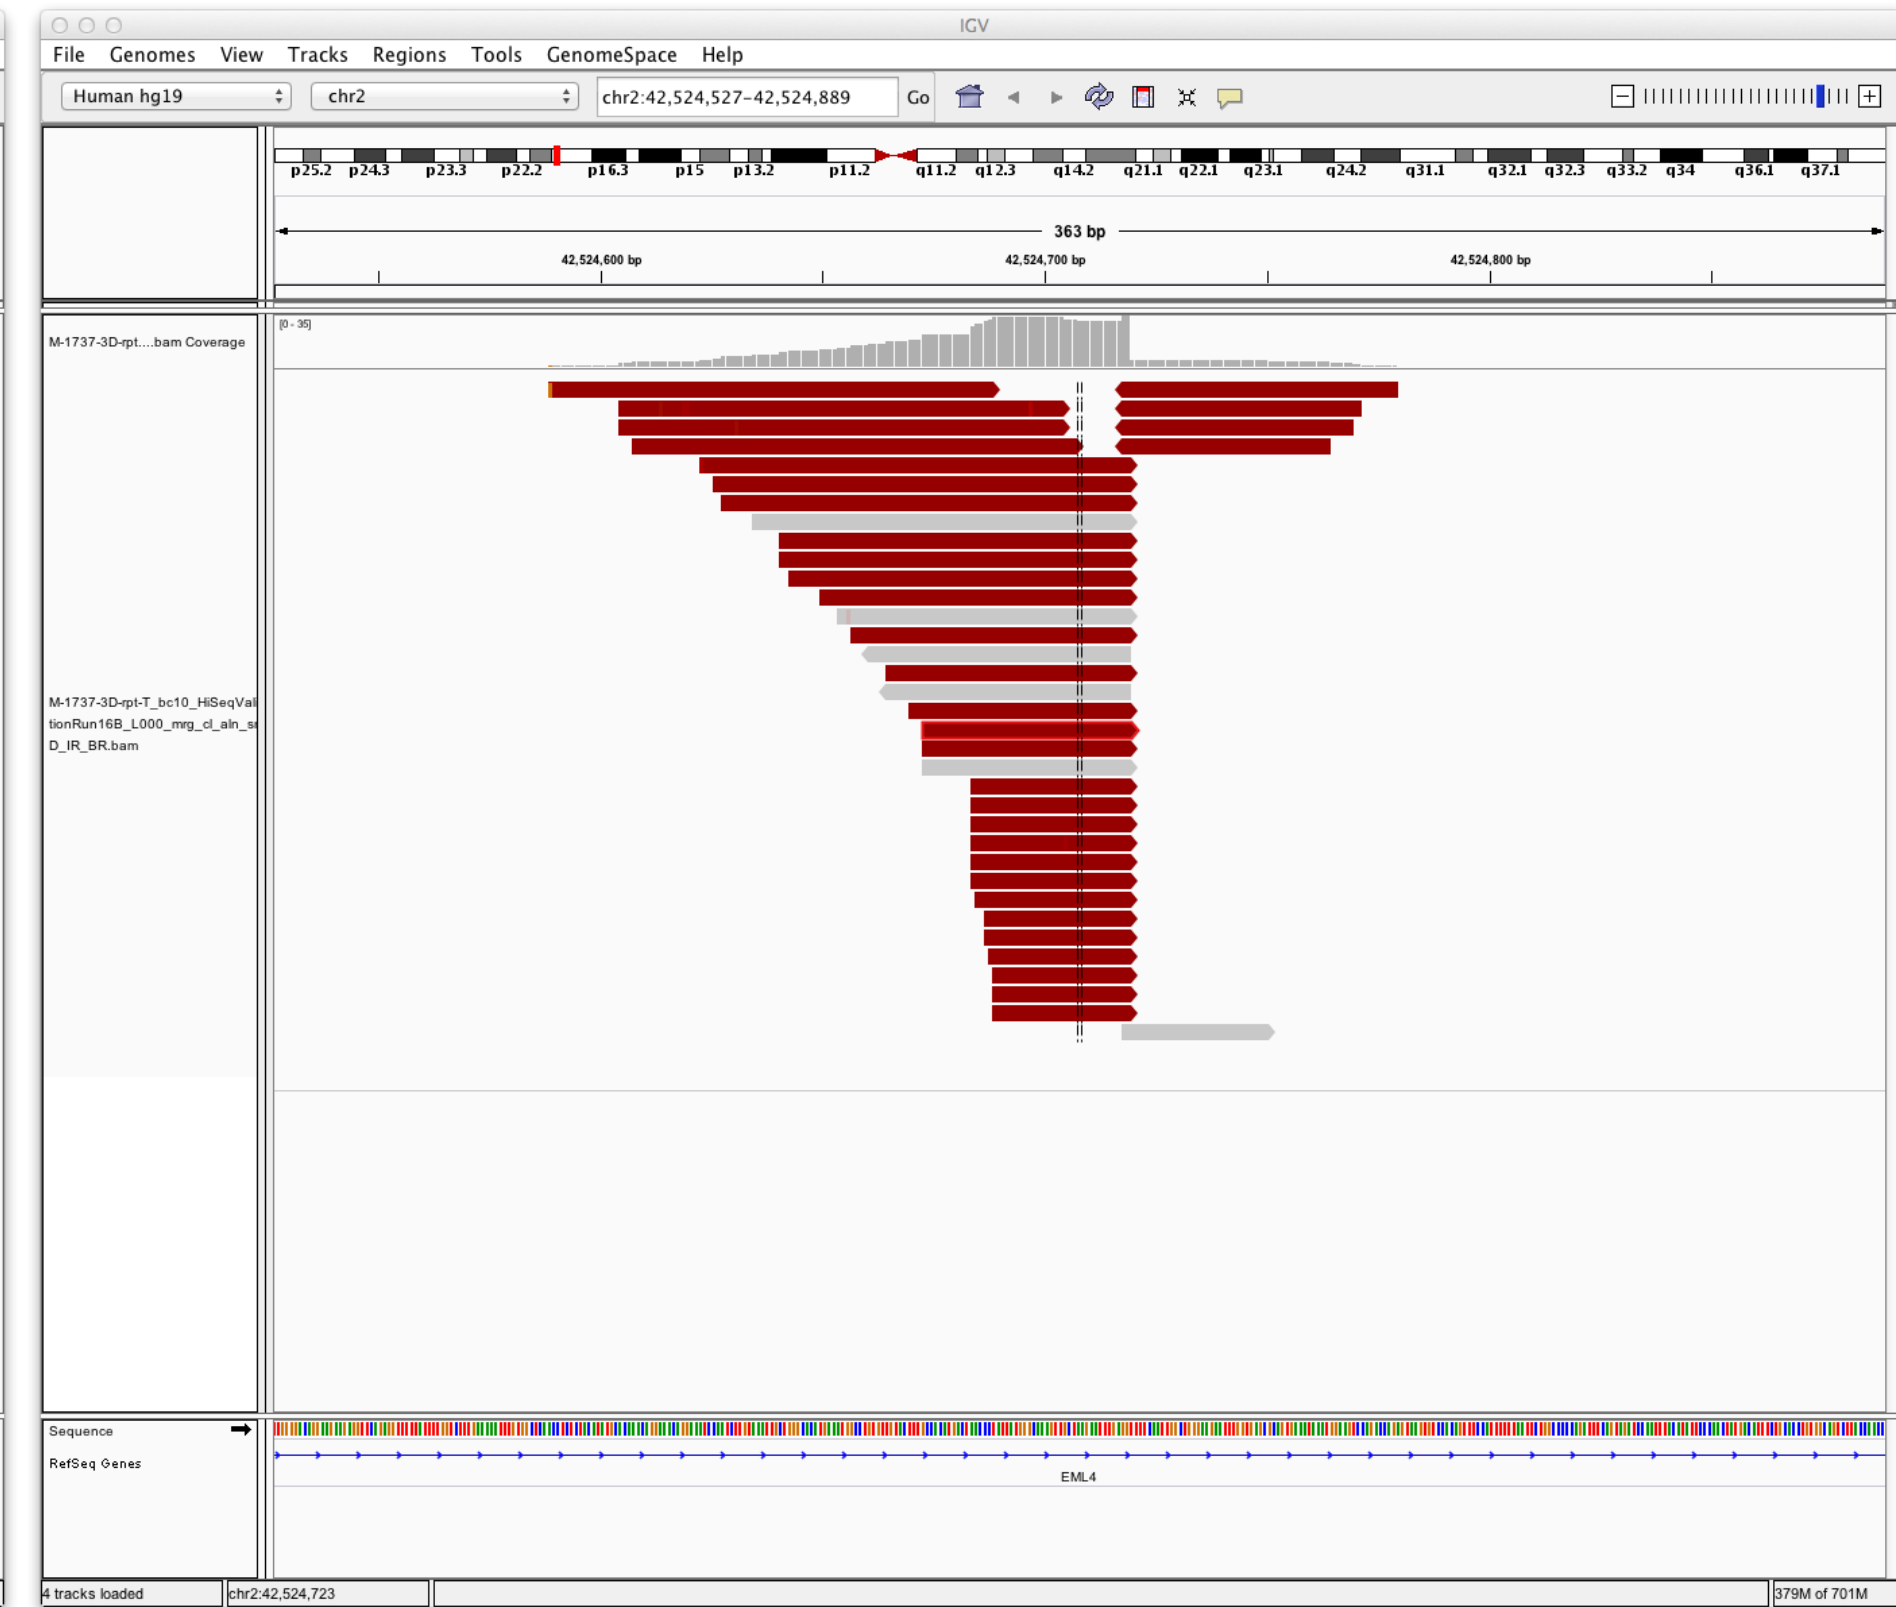 IGV
File Genomes View Tracks Regions Tools GenomeSpace Help
Human hg19 chr2 chr2:42,524,527-42,524,889 Go
p25.2 p24.3 p23.3 p22.2 p16.3 p15 p13.2 p11.2 q11.2 q12.3 q14.2 q21.1 q22.1 q23.1 q24.2 q31.1 q32.1 q32.3 q33.2 q34 q36.1 q37.1
363 bp
42,524,600 bp 42,524,700 bp 42,524,800 bp
[0 - 35]
M-1737-3D-rpt....bam Coverage
M-1737-3D-rpt-T_bc10_HiSeqVali
tionRun16B_L000_mrg_cl_aln_sr
D_IR_BR.bam
Sequence
RefSeq Genes
EML4
4 tracks loaded chr2:42,524,723 379M of 701M